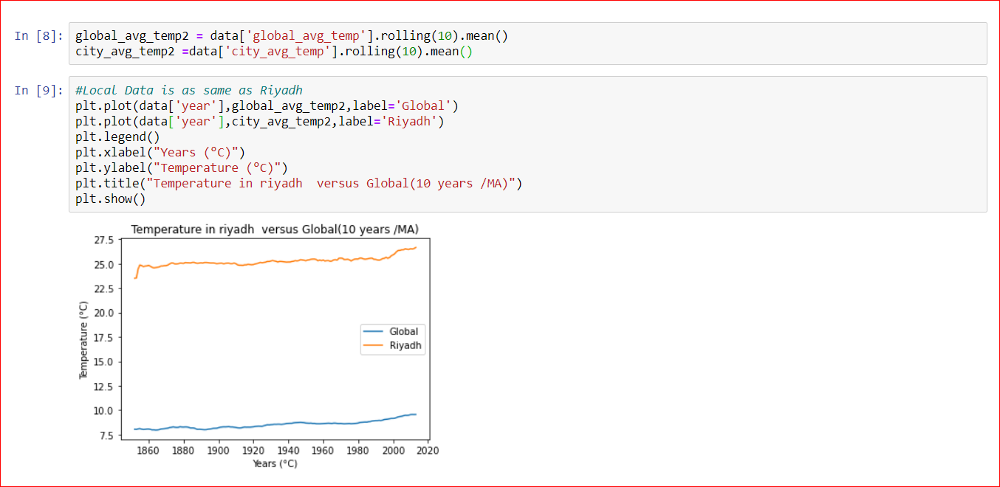 In [8]: global_avg_temp2 = data['global_avg_temp'].rolling(10).mean()
city_avg_temp2 =data['city_avg_temp'].rolling(10).mean()
In [9]: #Local Data is as same as Riyadh
plt.plot(data['year'],global_avg_temp2,label='Global')
plt.plot(data['year'],city_avg_temp2,label='Riyadh')
plt.legend()
plt.xlabel("Years (°C)")
plt.ylabel("Temperature (°C)")
plt.title("Temperature in riyadh  versus Global(10 years /MA)")
plt.show()
Temperature in riyadh  versus Global(10 years /MA)
27.5
25.0
22.5
20.0
17.5
15.0
12.5
10.0
7.5
Temperature (°C)
Global
Riyadh
1860 1880 1900 1920 1940 1960 1980 2000 2020
Years (°C)